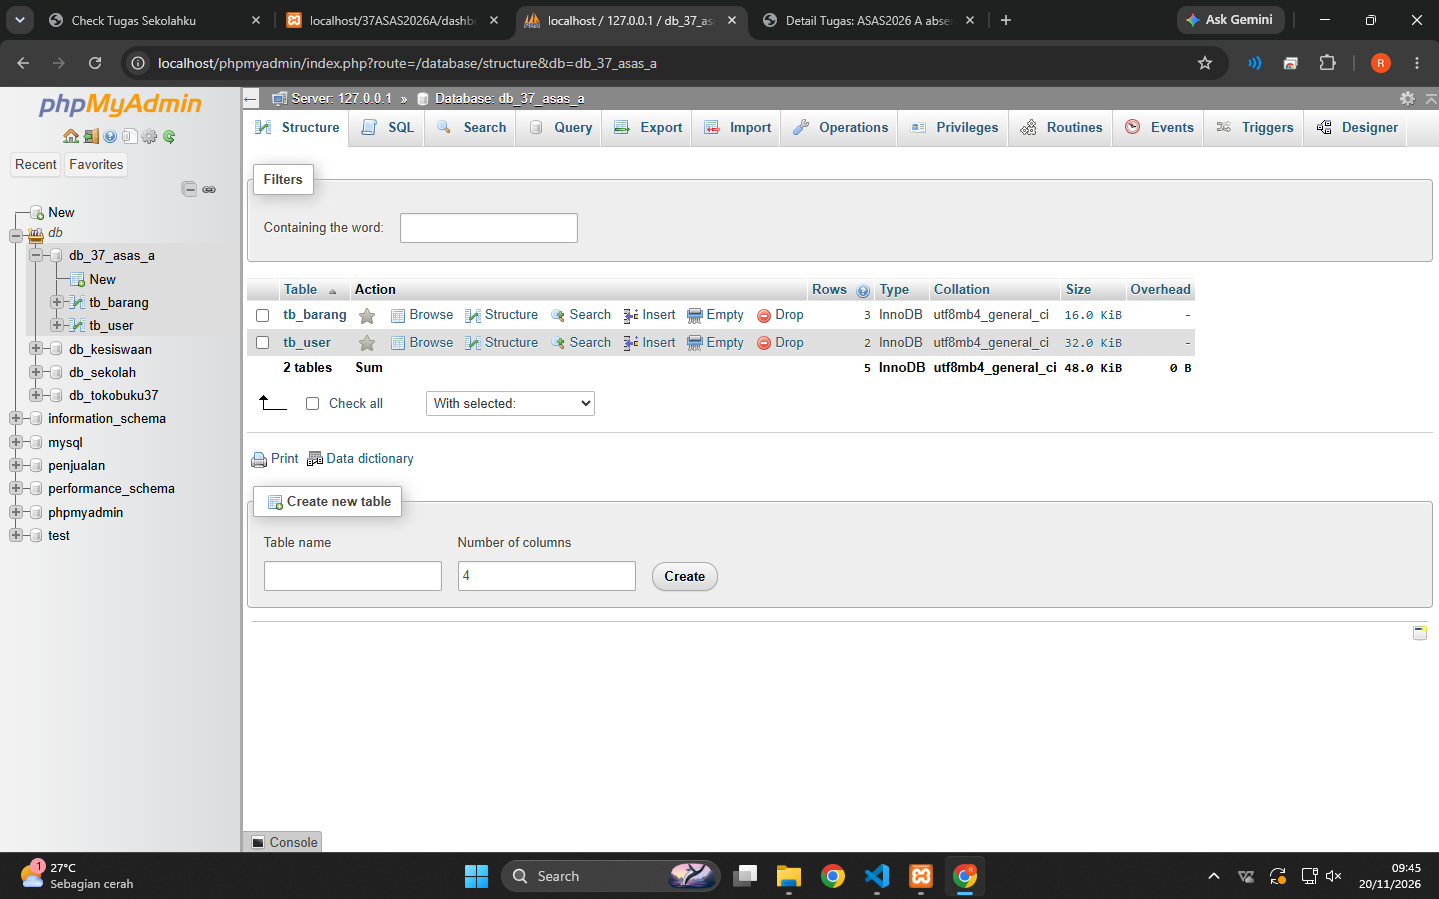 Check Tugas Sekolahku
localhost/37ASAS2026A/dashbo
localhost / 127.0.0.1 / db_37_as
Detail Tugas: ASAS2026 A abse
Ask Gemini
localhost/phpmyadmin/index.php?route=/database/structure&db=db_37_asas_a
R
phpMyAdmin
Recent
Favorites
New
db
db_37_asas_a
New
tb_barang
tb_user
db_kesiswaan
db_sekolah
db_tokobuku37
information_schema
mysql
penjualan
performance_schema
phpmyadmin
test
Server: 127.0.0.1 » Database: db_37_asas_a
Structure SQL Search Query Export Import Operations Privileges Routines Events Triggers Designer
Filters
Containing the word:
Table Action Rows Type Collation Size Overhead
tb_barang Browse Structure Search Insert Empty Drop 3 InnoDB utf8mb4_general_ci 16.0 KiB -
tb_user Browse Structure Search Insert Empty Drop 2 InnoDB utf8mb4_general_ci 32.0 KiB -
2 tables Sum 5 InnoDB utf8mb4_general_ci 48.0 KiB 0 B
Check all With selected:
Print Data dictionary
Create new table
Table name Number of columns
4 Create
Console
1
27°C
Sebagian cerah
Search
09:45
20/11/2026